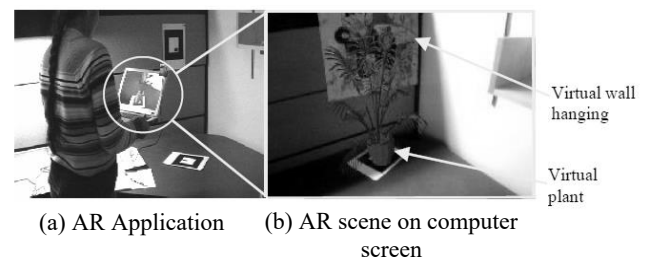 Virtual wall
hanging
Virtual
plant
(a) AR Application
(b) AR scene on computer
screen